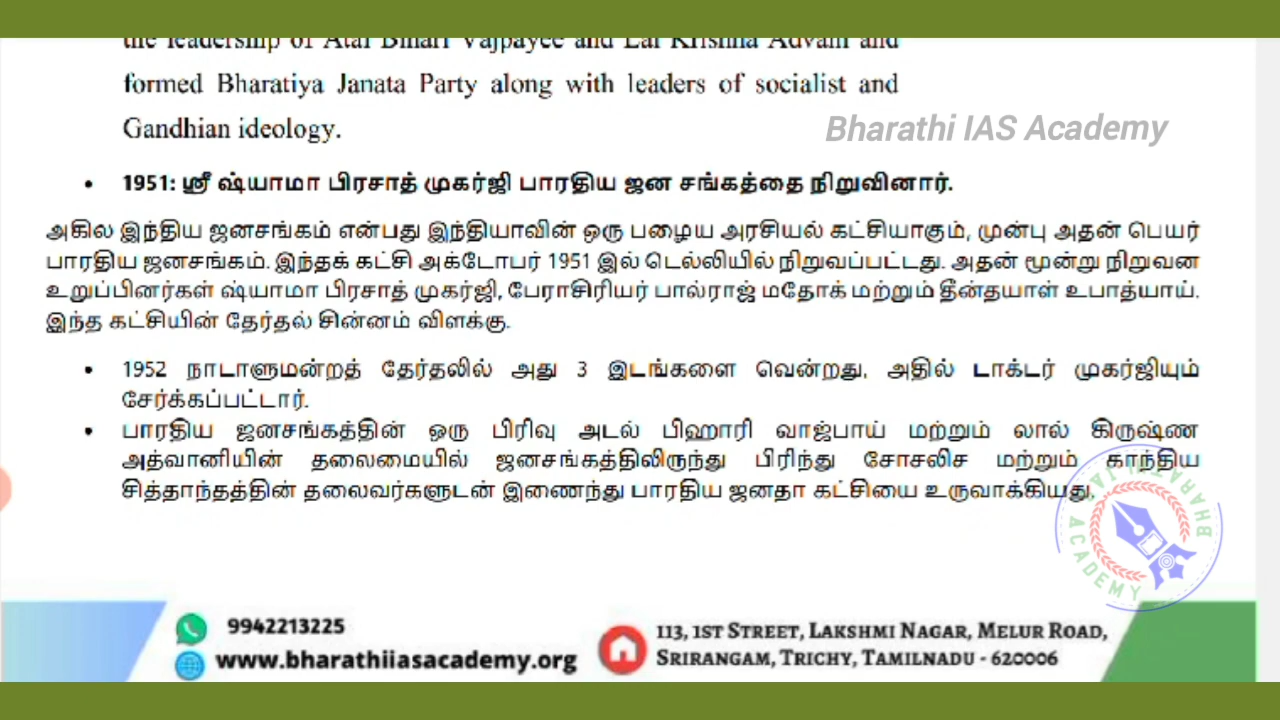 the leadership of Atal Bihari Vajpayee and Lal Krishna Advani and
formed Bharatiya Janata Party along with leaders of socialist and
Gandhian ideology.
Bharathi IAS Academy
• 1951: ஸ்ரீ ஷ்யாமா பிரசாத் முகர்ஜி பாரதிய ஜன சங்கத்தை நிறுவினார்.
அகில இந்திய ஜனசங்கம் என்பது இந்தியாவின் ஒரு பழைய அரசியல் கட்சியாகும், முன்பு அதன் பெயர்
பாரதிய ஜனசங்கம். இந்தக் கட்சி அக்டோபர் 1951 இல் டெல்லியில் நிறுவப்பட்டது. அதன் மூன்று நிறுவன
உறுப்பினர்கள் ஷ்யாமா பிரசாத் முகர்ஜி, பேராசிரியர் பால்ராஜ் மதோக் மற்றும் தீன்தயாள் உபாத்யாய்.
இந்த கட்சியின் தேர்தல் சின்னம் விளக்கு.
• 1952 நாடாளுமன்றத் தேர்தலில் அது 3 இடங்களை வென்றது, அதில் டாக்டர் முகர்ஜியும்
சேர்க்கப்பட்டார்.
• பாரதிய ஜனசங்கத்தின் ஒரு பிரிவு அடல் பிஹாரி வாஜ்பாய் மற்றும் லால் கிருஷ்ண
அத்வானியின் தலைமையில் ஜனசங்கத்திலிருந்து பிரிந்து சோசலிச மற்றும் காந்திய
சித்தாந்தத்தின் தலைவர்களுடன் இணைந்து பாரதிய ஜனதா கட்சியை உருவாக்கியது.
BHARATHI IAS ACADEMY
9942213225
www.bharathiiasacademy.org
113, 1ST STREET, LAKSHMI NAGAR, MELUR ROAD,
SRIRANGAM, TRICHY, TAMILNADU - 620006